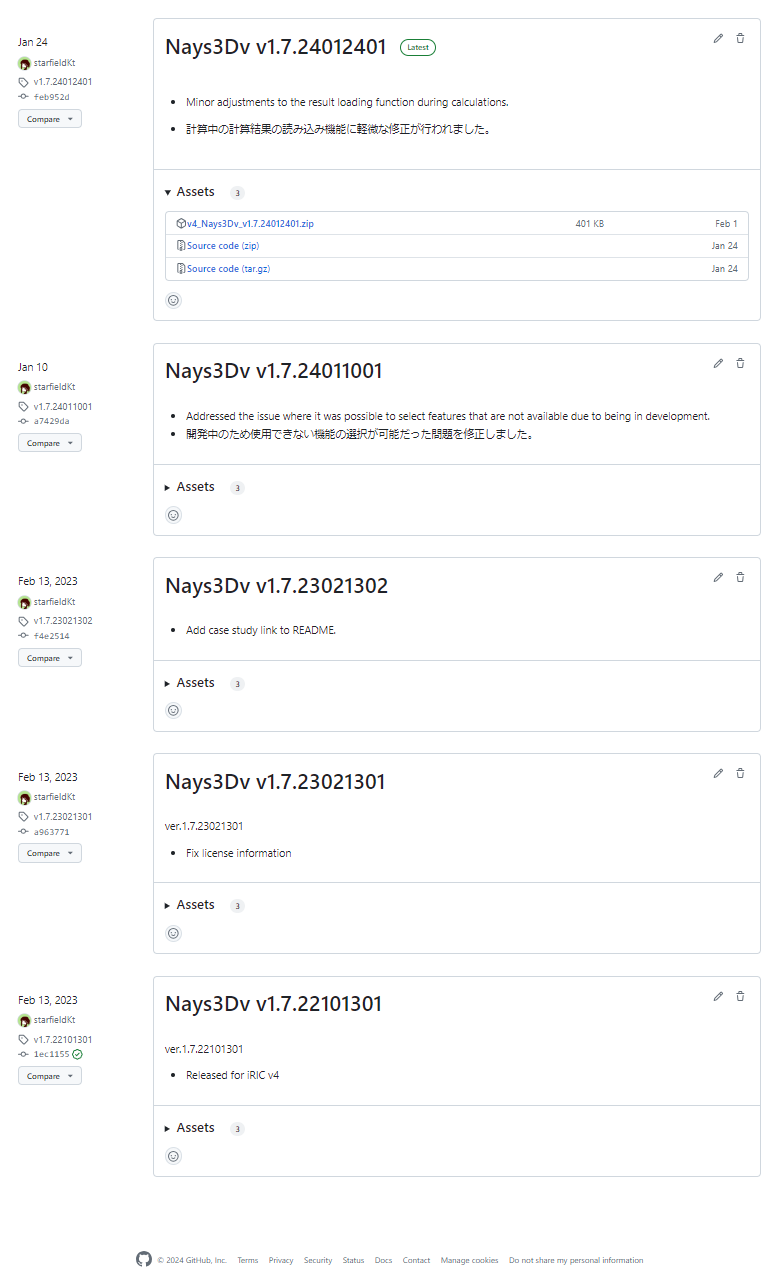 Jan 24
starfieldKt
v1.7.24012401
feb952d
Compare
Nays3Dv v1.7.24012401 Latest
Minor adjustments to the result loading function during calculations.
計算中の計算結果の読み込み機能に軽微な修正が行われました。
Assets 3
v4_Nays3Dv_v1.7.24012401.zip 401 KB Feb 1
Source code (zip) Jan 24
Source code (tar.gz) Jan 24
Jan 10
starfieldKt
v1.7.24011001
a7429da
Compare
Nays3Dv v1.7.24011001
Addressed the issue where it was possible to select features that are not available due to being in development.
開発中のため使用できない機能の選択が可能だった問題を修正しました。
Assets 3
Feb 13, 2023
starfieldKt
v1.7.23021302
f4e2514
Compare
Nays3Dv v1.7.23021302
Add case study link to README.
Assets 3
Feb 13, 2023
starfieldKt
v1.7.23021301
a963771
Compare
Nays3Dv v1.7.23021301
ver.1.7.23021301
Fix license information
Assets 3
Feb 13, 2023
starfieldKt
v1.7.22101301
1ec1155
Compare
Nays3Dv v1.7.22101301
ver.1.7.22101301
Released for iRIC v4
Assets 3
© 2024 GitHub, Inc. Terms Privacy Security Status Docs Contact Manage cookies Do not share my personal information